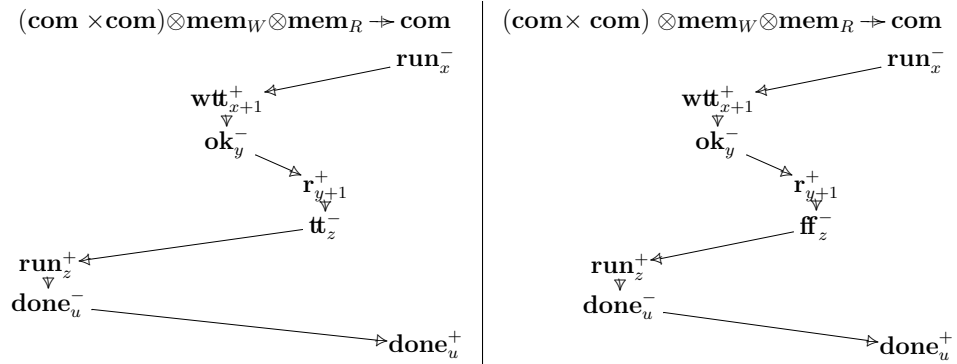 (com ×com)⊗mem_W⊗mem_R ⇸ com
run_x^-
wtt_{x+1}^+
ok_y^-
r_{y+1}^+
tt_z^-
run_z^+
done_u^-
done_u^+
(com× com) ⊗mem_W⊗mem_R ⇸ com
run_x^-
wtt_{x+1}^+
ok_y^-
r_{y+1}^+
ff_z^-
run_z^+
done_u^-
done_u^+